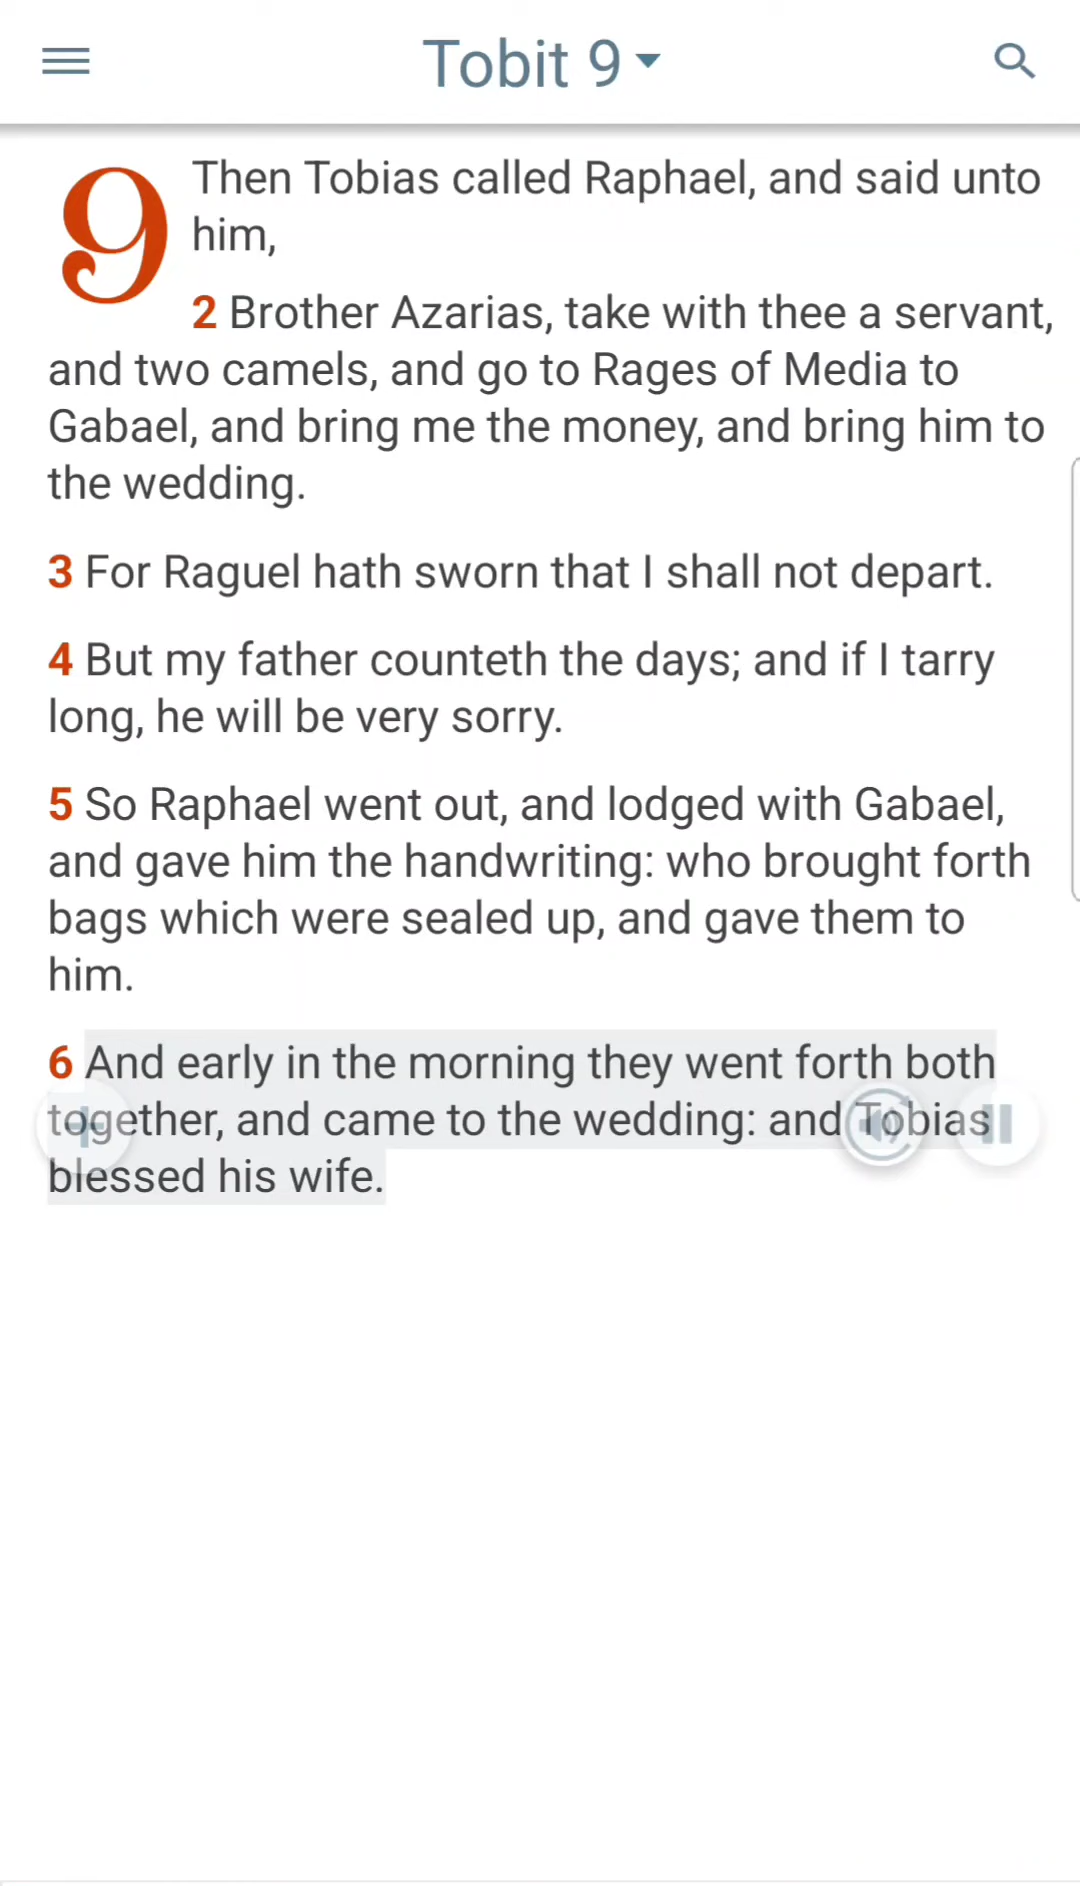 Tobit 9
9 Then Tobias called Raphael, and said unto
him,
2 Brother Azarias, take with thee a servant,
and two camels, and go to Rages of Media to
Gabael, and bring me the money, and bring him to
the wedding.
3 For Raguel hath sworn that I shall not depart.
4 But my father counteth the days; and if I tarry
long, he will be very sorry.
5 So Raphael went out, and lodged with Gabael,
and gave him the handwriting: who brought forth
bags which were sealed up, and gave them to
him.
6 And early in the morning they went forth both
together, and came to the wedding: and Tobias
blessed his wife.